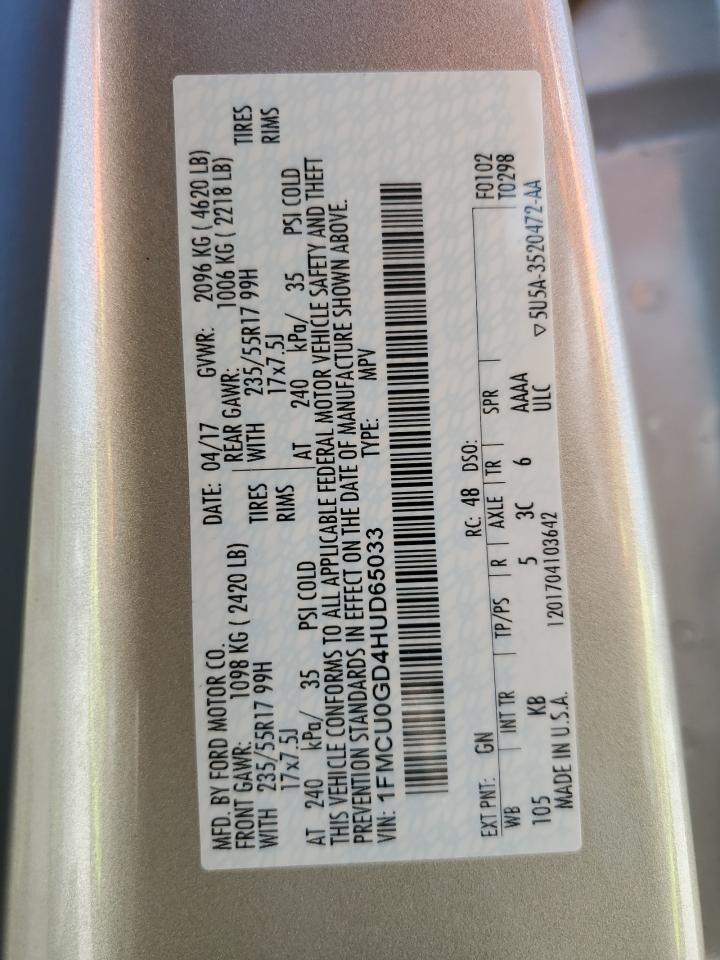 MFD. BY FORD MOTOR CO.
DATE: 04/17 GVWR: 2096 KG ( 4620 LB)
FRONT GAWR: 1098 KG ( 2420 LB) REAR GAWR: 1006 KG ( 2218 LB)
WITH 235/55R17 99H TIRES WITH 235/55R17 99H TIRES
17x7.5J RIMS 17x7.5J RIMS
AT 240 kPa/ 35 PSI COLD AT 240 kPa/ 35 PSI COLD
THIS VEHICLE CONFORMS TO ALL APPLICABLE FEDERAL MOTOR VEHICLE SAFETY AND THEFT
PREVENTION STANDARDS IN EFFECT ON THE DATE OF MANUFACTURE SHOWN ABOVE.
VIN: 1FMCU0GD4HUD65033 TYPE: MPV
F0102
EXT PNT: GN RC: 48 DSO: T0298
WB INT TR TP/PS R AXLE TR SPR
105 KB 5 3C 6 AAAA
ULC
MADE IN U.S.A. 1201704103642 ▽5U5A-3520472-AA